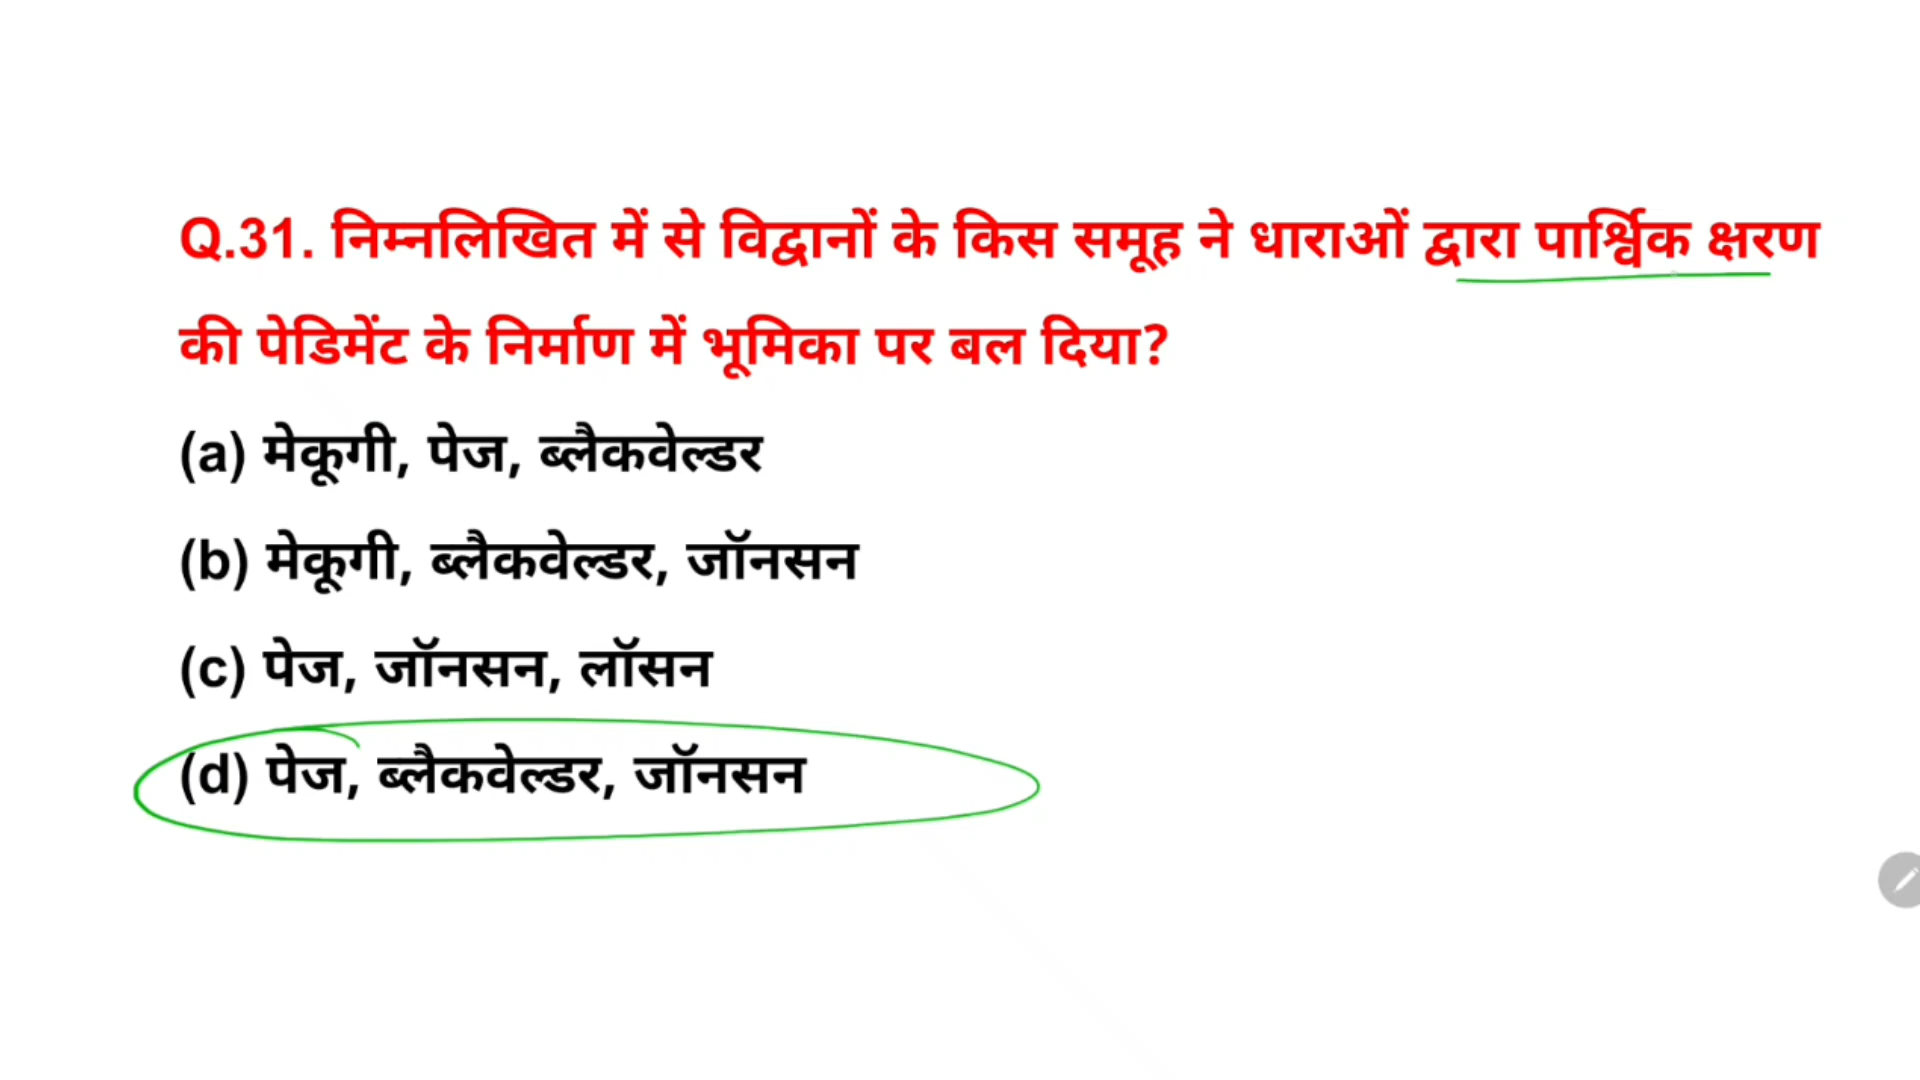 Q.31. निम्नलिखित में से विद्वानों के किस समूह ने धाराओं द्वारा पार्श्विक क्षरण
की पेडिमेंट के निर्माण में भूमिका पर बल दिया?
(a) मेकूगी, पेज, ब्लैकवेल्डर
(b) मेकूगी, ब्लैकवेल्डर, जॉनसन
(c) पेज, जॉनसन, लॉसन
(d) पेज, ब्लैकवेल्डर, जॉनसन